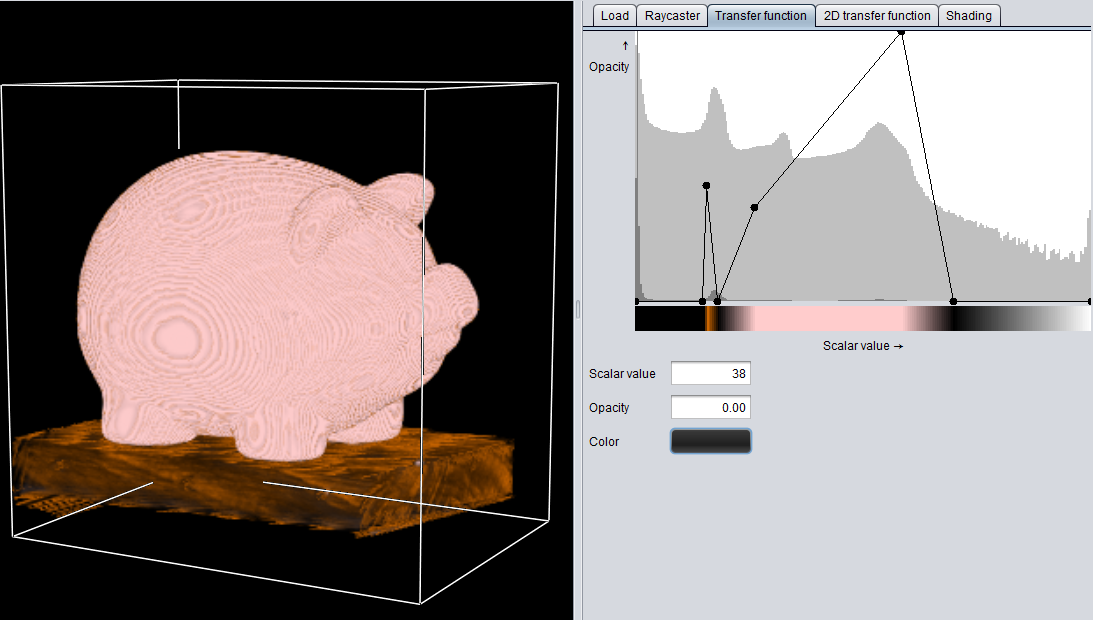 Load Raycaster Transfer function 2D transfer function Shading
↑
Opacity
Scalar value →
Scalar value 38
Opacity 0.00
Color